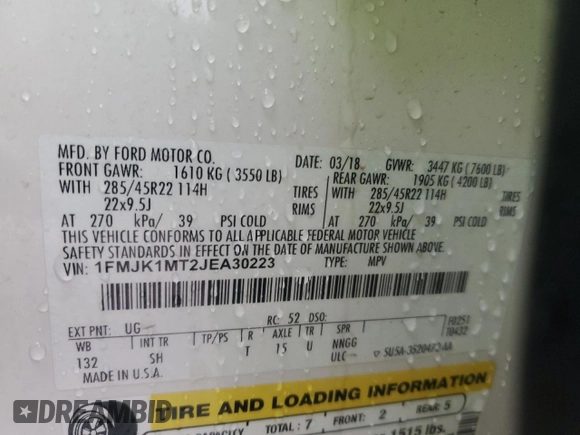 MFD. BY FORD MOTOR CO.
DATE: 03/18 GVWR: 3447 KG ( 7600 LB)
FRONT GAWR: 1610 KG ( 3550 LB)
REAR GAWR: 1905 KG ( 4200 LB)
WITH 285/45R22 114H TIRES
WITH 285/45R22 114H TIRES
22x9.5J RIMS
22x9.5J RIMS
AT 270 kPa/ 39 PSI COLD
AT 270 kPa/ 39 PSI COLD
THIS VEHICLE CONFORMS TO ALL APPLICABLE FEDERAL MOTOR VEHICLE
SAFETY STANDARDS IN EFFECT ON THE DATE OF MANUFACTURE SHOWN ABOVE.
VIN: 1FMJK1MT2JEA30223 TYPE: MPV
EXT PNT: UG RC: 52 DSO:
WB INT TR TP/PS R AXLE TR SPR
132 SH T 15 U NNGG
ULC
F0251
T0432
MADE IN U.S.A.
TIRE AND LOADING INFORMATION
TOTAL : 7 FRONT: 2 REAR: 5
1515 lbs.
DREAMBID